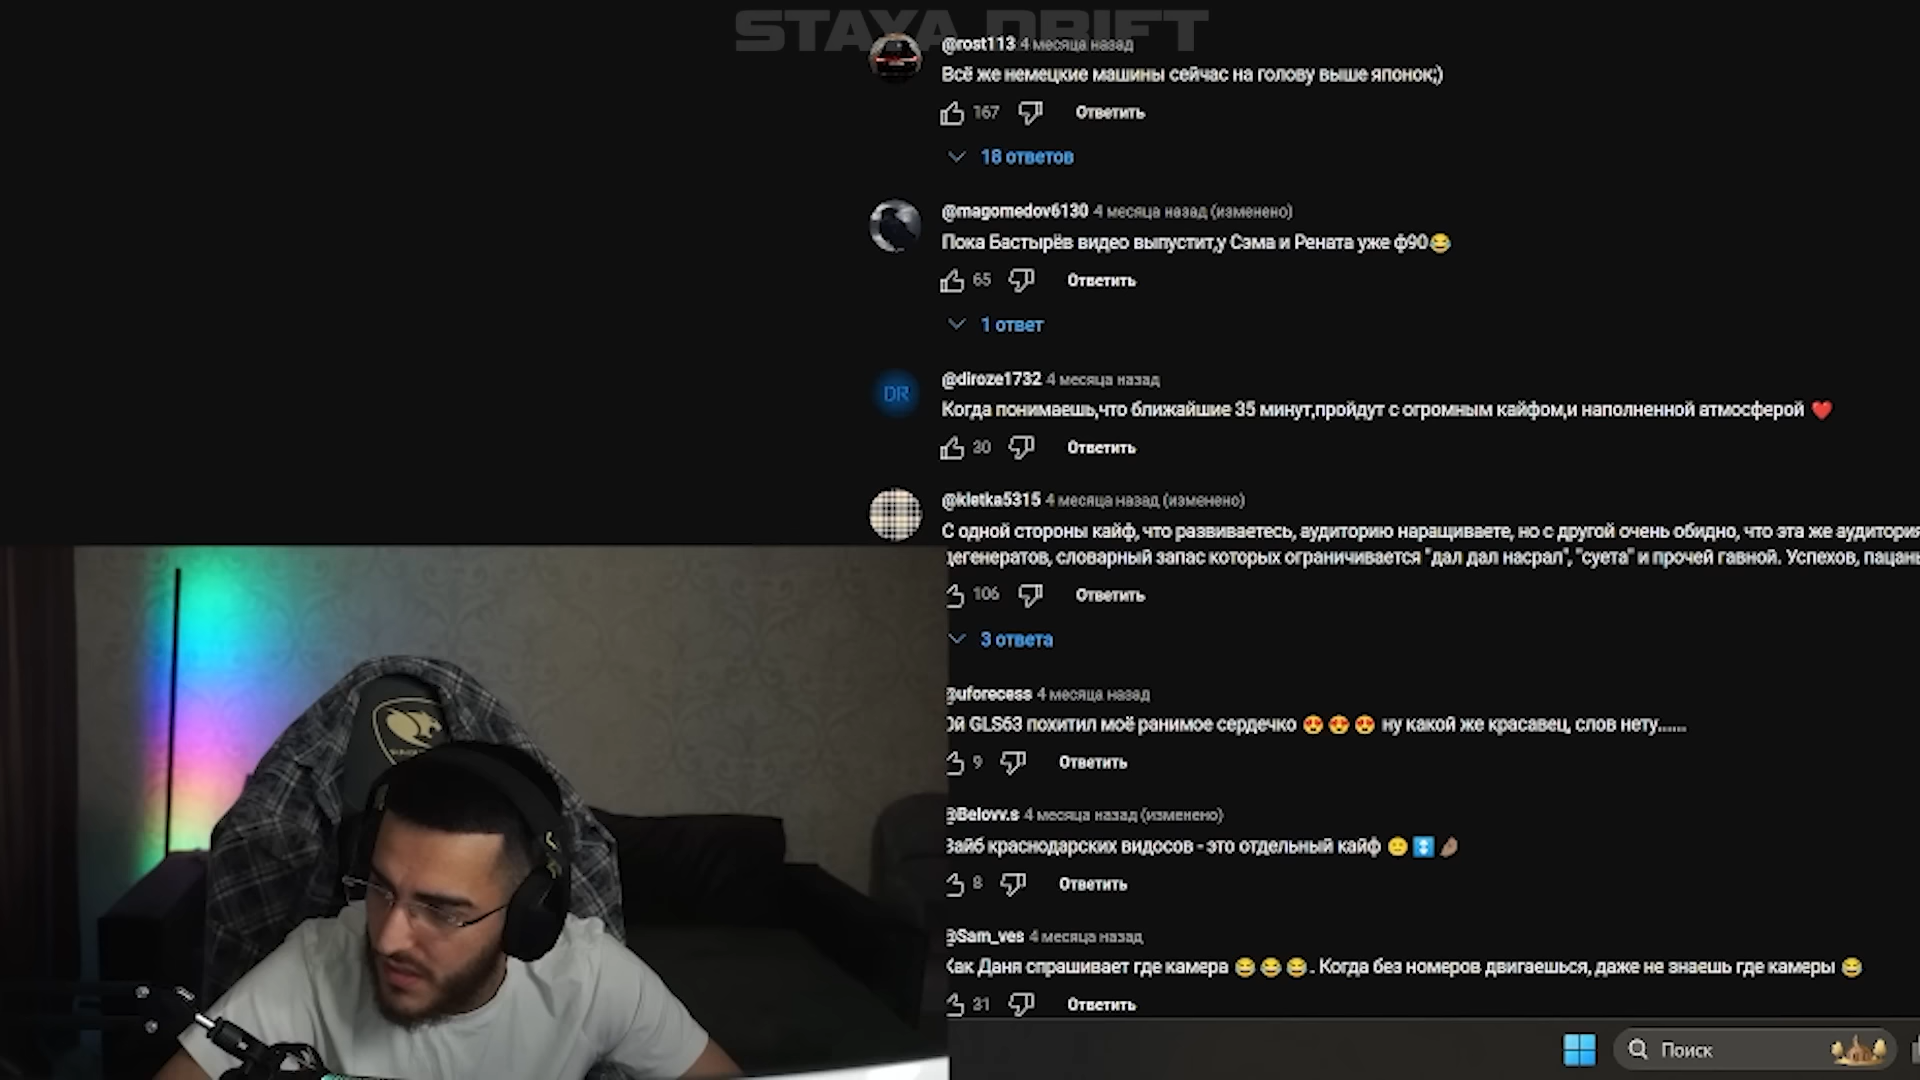 STAYA DRIFT
@rost113 4 месяца назад
Всё же немецкие машины сейчас на голову выше японок;)
167 Ответить
18 ответов
@magomedov6130 4 месяца назад (изменено)
Пока Бастырёв видео выпустит,у Сэма и Рената уже ф90😂
65 Ответить
1 ответ
DR
@diroze1732 4 месяца назад
Когда понимаешь,что ближайшие 35 минут,пройдут с огромным кайфом,и наполненной атмосферой ❤️
30 Ответить
@kletka5315 4 месяца назад (изменено)
С одной стороны кайф, что развиваетесь, аудиторию наращиваете, но с другой очень обидно, что эта же аудитория
дегенератов, словарный запас которых ограничивается "дал дал насрал", "суета" и прочей гавной. Успехов, пацаны
106 Ответить
3 ответа
@uforecess 4 месяца назад
GLS63 похитил моё ранимое сердечко 😍 😍 😍 ну какой же красавец, слов нету......
9 Ответить
@Belovv.s 4 месяца назад (изменено)
Вайб краснодарских видосов - это отдельный кайф
8 Ответить
@Sam_ves 4 месяца назад
Как Даня спрашивает где камера 😂 😂 😂 . Когда без номеров двигаешься, даже не знаешь где камеры 😂
31 Ответить
Поиск